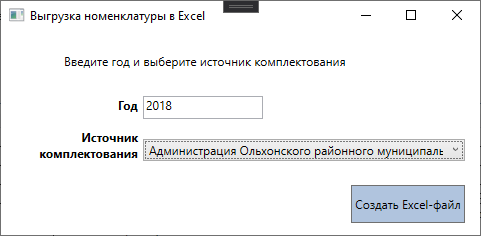 Выгрузка номенклатуры в Excel
Введите год и выберите источник комплектования
Год 2018
Источник
комплектования Администрация Ольхонского районного муниципаль
Создать Excel-файл